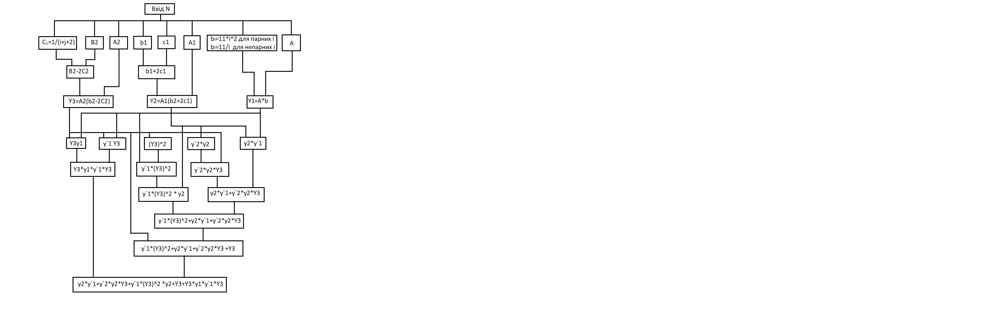 Ввід N
Cᵢⱼ=1/(i+j+2)
B2
A2
b1
c1
A1
bi=11*i^2 для парних i
bi=11/i для непарних i
A
B2-2C2
b1+2c1
Y3=A2(b2-2C2)
Y2=A1(b2+2c1)
Y1=A*b
Y3y1
y`1 Y3
(Y3)^2
y`2*y2
y2*y`1
Y3*y1*y`1*Y3
y`1*(Y3)^2
y`2*y2*Y3
y`1*(Y3)^2 * y2
y2*y`1+y`2*y2*Y3
y`1*(Y3)^2+y2*y`1+y`2*y2*Y3
y`1*(Y3)^2+y2*y`1+y`2*y2*Y3 +Y3
y2*y`1+y`2*y2*Y3+y`1*(Y3)^2 *y2+Y3+Y3*y1*y`1*Y3